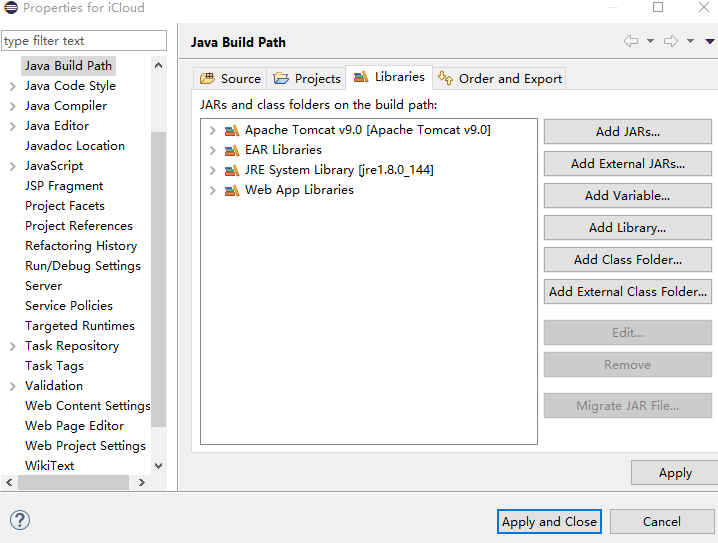 Properties for iCloud
type filter text
Java Build Path
Java Code Style
Java Compiler
Java Editor
Javadoc Location
JavaScript
JSP Fragment
Project Facets
Project References
Refactoring History
Run/Debug Settings
Server
Service Policies
Targeted Runtimes
Task Repository
Task Tags
Validation
Web Content Settings
Web Page Editor
Web Project Settings
WikiText
Java Build Path
Source
Projects
Libraries
Order and Export
JARs and class folders on the build path:
Apache Tomcat v9.0 [Apache Tomcat v9.0]
EAR Libraries
JRE System Library [jre1.8.0_144]
Web App Libraries
Add JARs...
Add External JARs...
Add Variable...
Add Library...
Add Class Folder...
Add External Class Folder...
Edit...
Remove
Migrate JAR File...
Apply
Apply and Close
Cancel